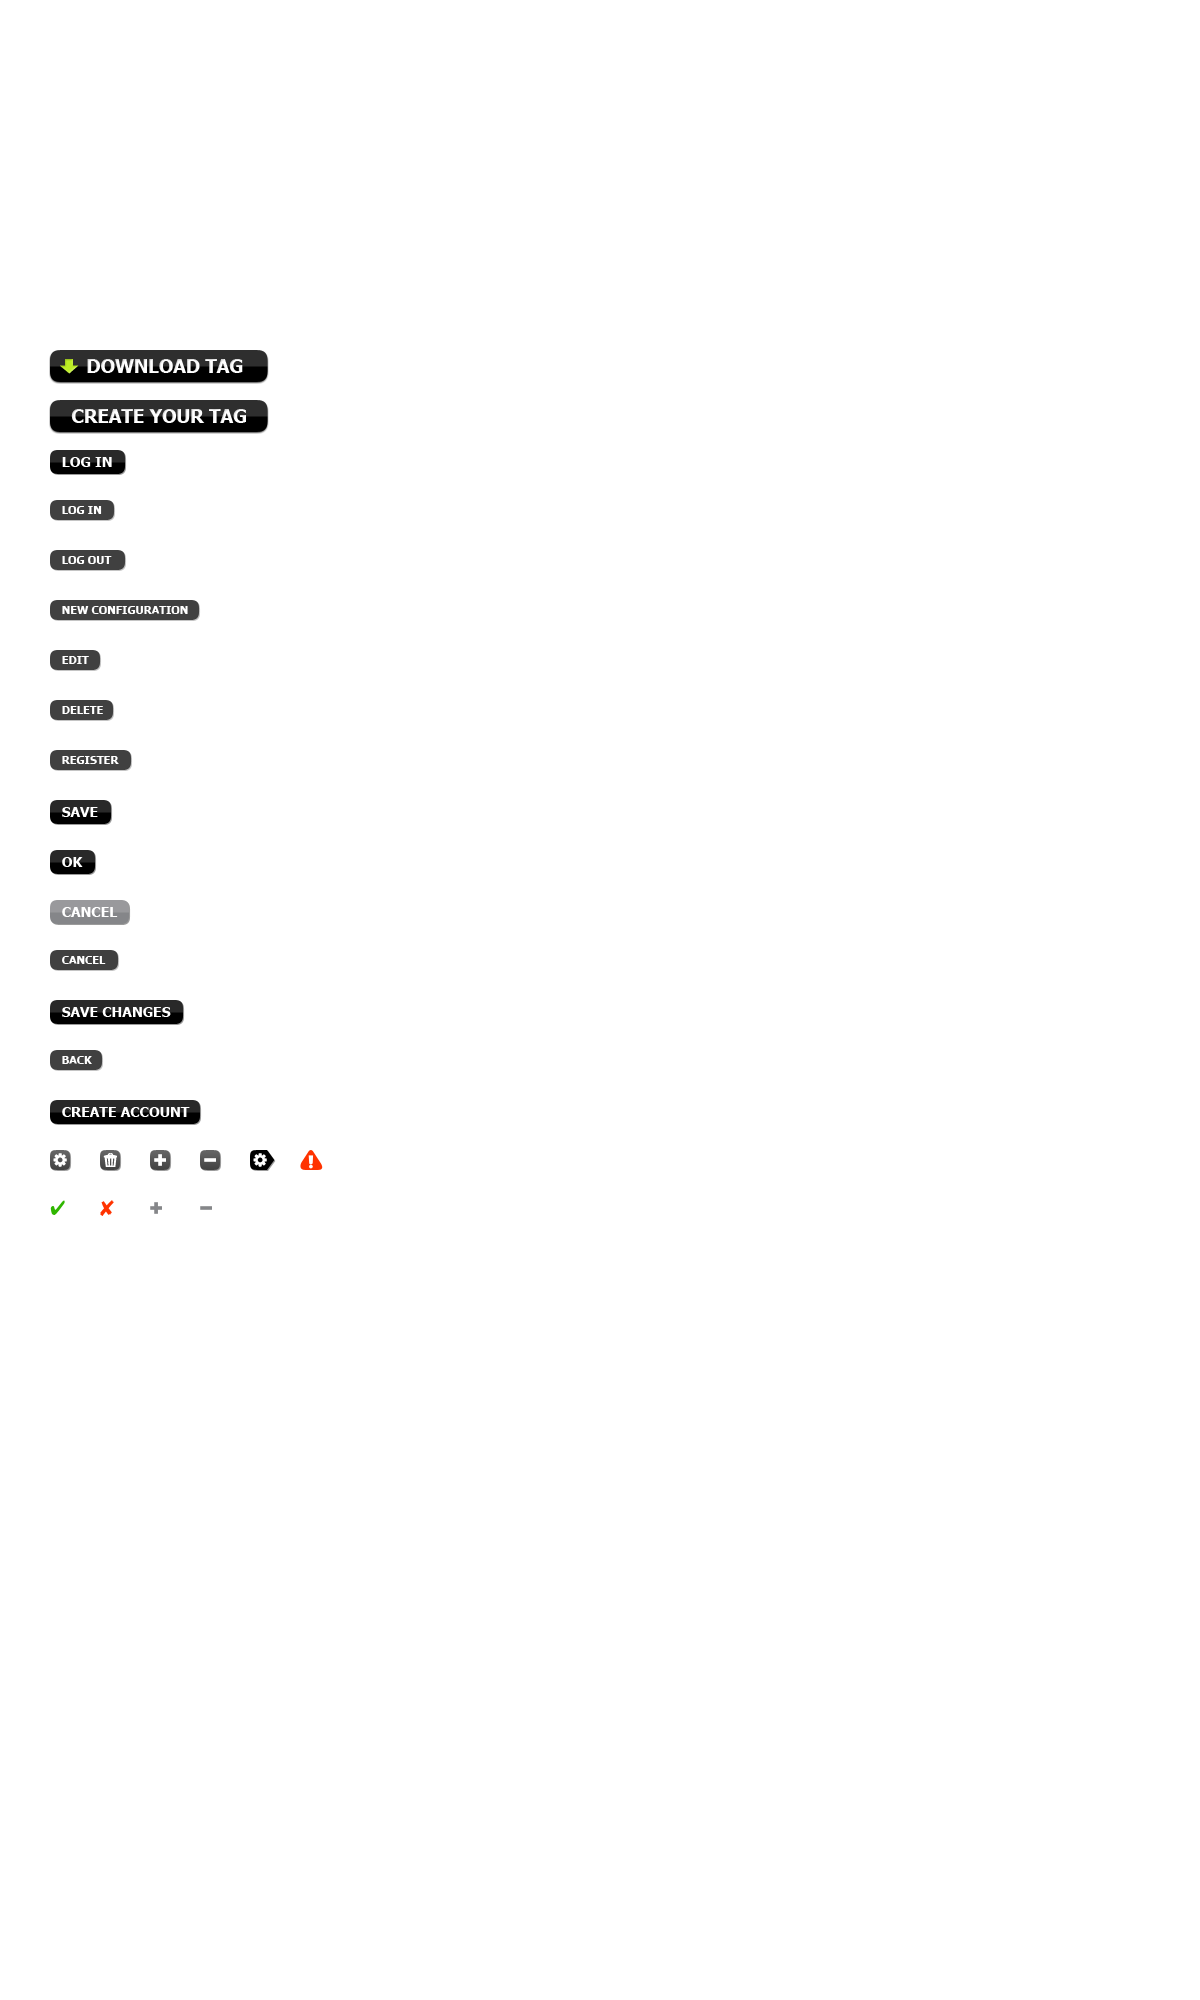 DOWNLOAD TAG
CREATE YOUR TAG
LOG IN
LOG IN
LOG OUT
NEW CONFIGURATION
EDIT
DELETE
REGISTER
SAVE
OK
CANCEL
CANCEL
SAVE CHANGES
BACK
CREATE ACCOUNT